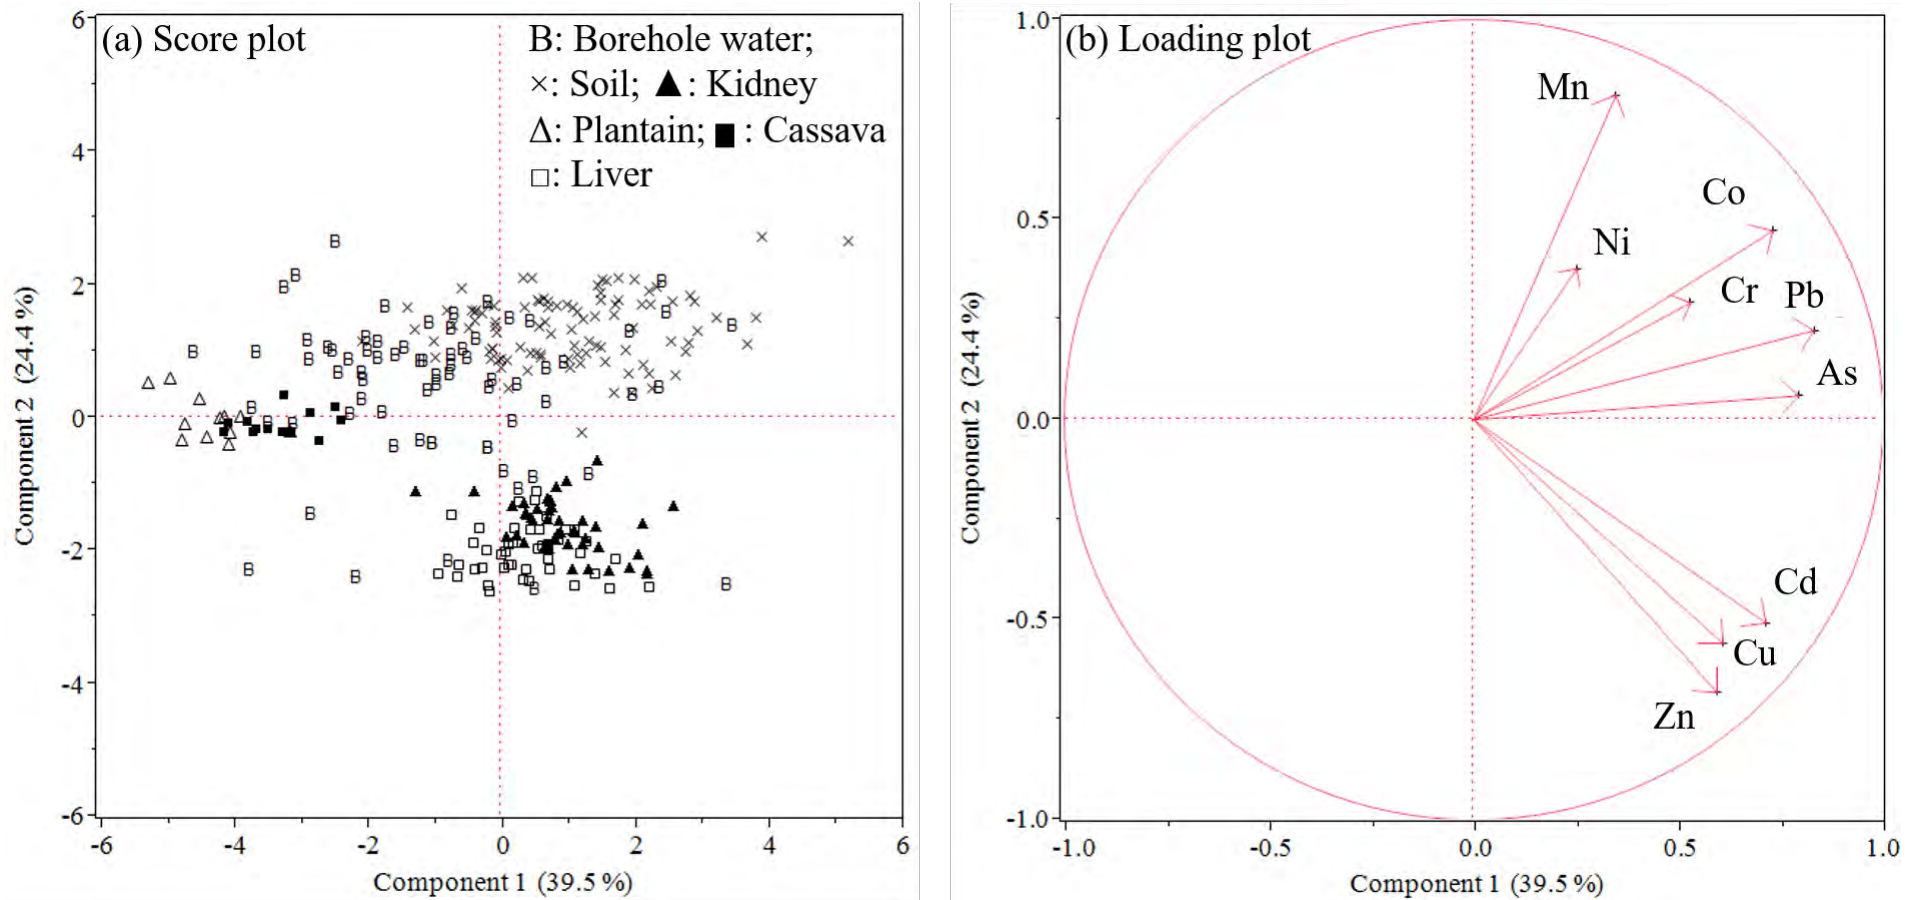 (a) Score plot
B: Borehole water;
×: Soil; ▲: Kidney
Δ: Plantain; ■ : Cassava
□: Liver
6
4
2
0
-2
-4
-6
-6 -4 -2 0 2 4 6
Component 2 (24.4 %)
Component 1 (39.5 %)
(b) Loading plot
Mn
Co
Ni
Cr
Pb
As
Cd
Cu
Zn
1.0
0.5
0.0
-0.5
-1.0
-1.0 -0.5 0.0 0.5 1.0
Component 2 (24.4 %)
Component 1 (39.5 %)